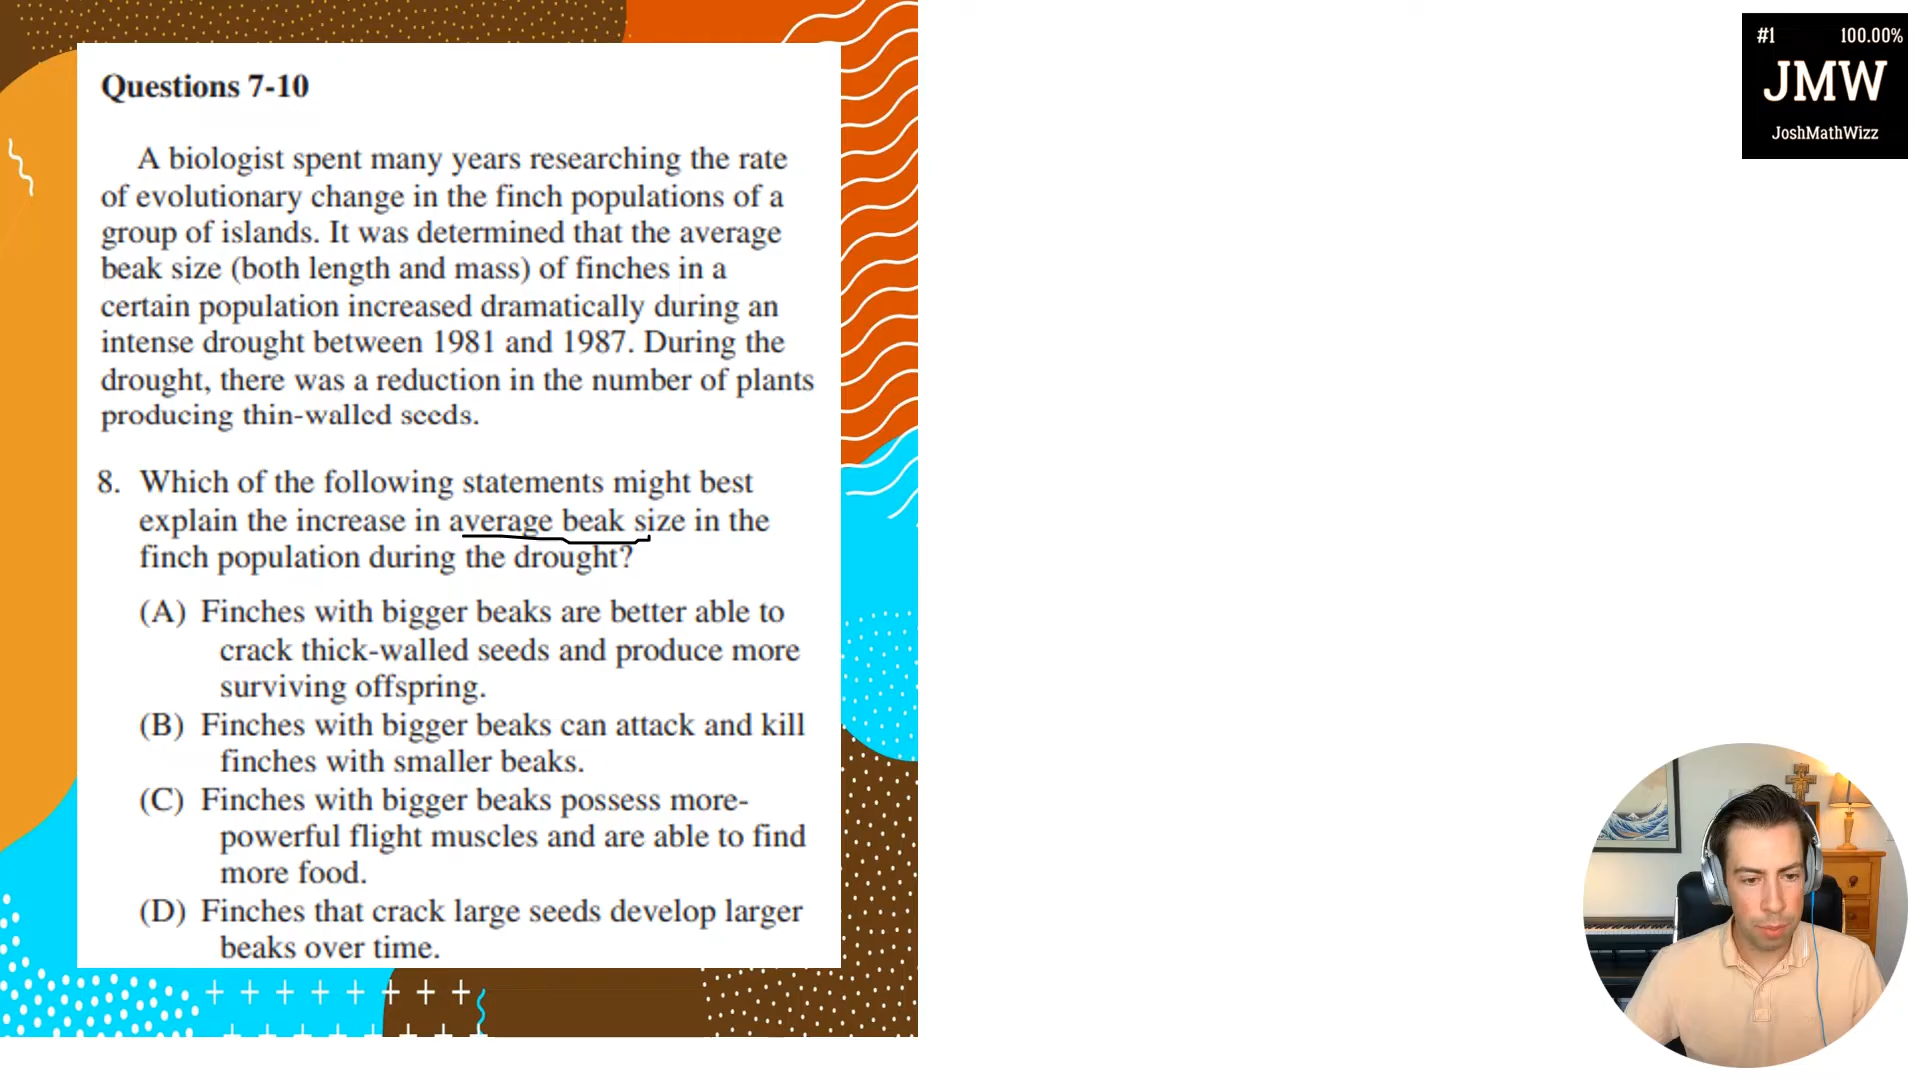 Questions 7-10
A biologist spent many years researching the rate
of evolutionary change in the finch populations of a
group of islands. It was determined that the average
beak size (both length and mass) of finches in a
certain population increased dramatically during an
intense drought between 1981 and 1987. During the
drought, there was a reduction in the number of plants
producing thin-walled seeds.
8. Which of the following statements might best
explain the increase in average beak size in the
finch population during the drought?
(A) Finches with bigger beaks are better able to
crack thick-walled seeds and produce more
surviving offspring.
(B) Finches with bigger beaks can attack and kill
finches with smaller beaks.
(C) Finches with bigger beaks possess more-
powerful flight muscles and are able to find
more food.
(D) Finches that crack large seeds develop larger
beaks over time.
#1 100.00%
JMW
JoshMathWizz